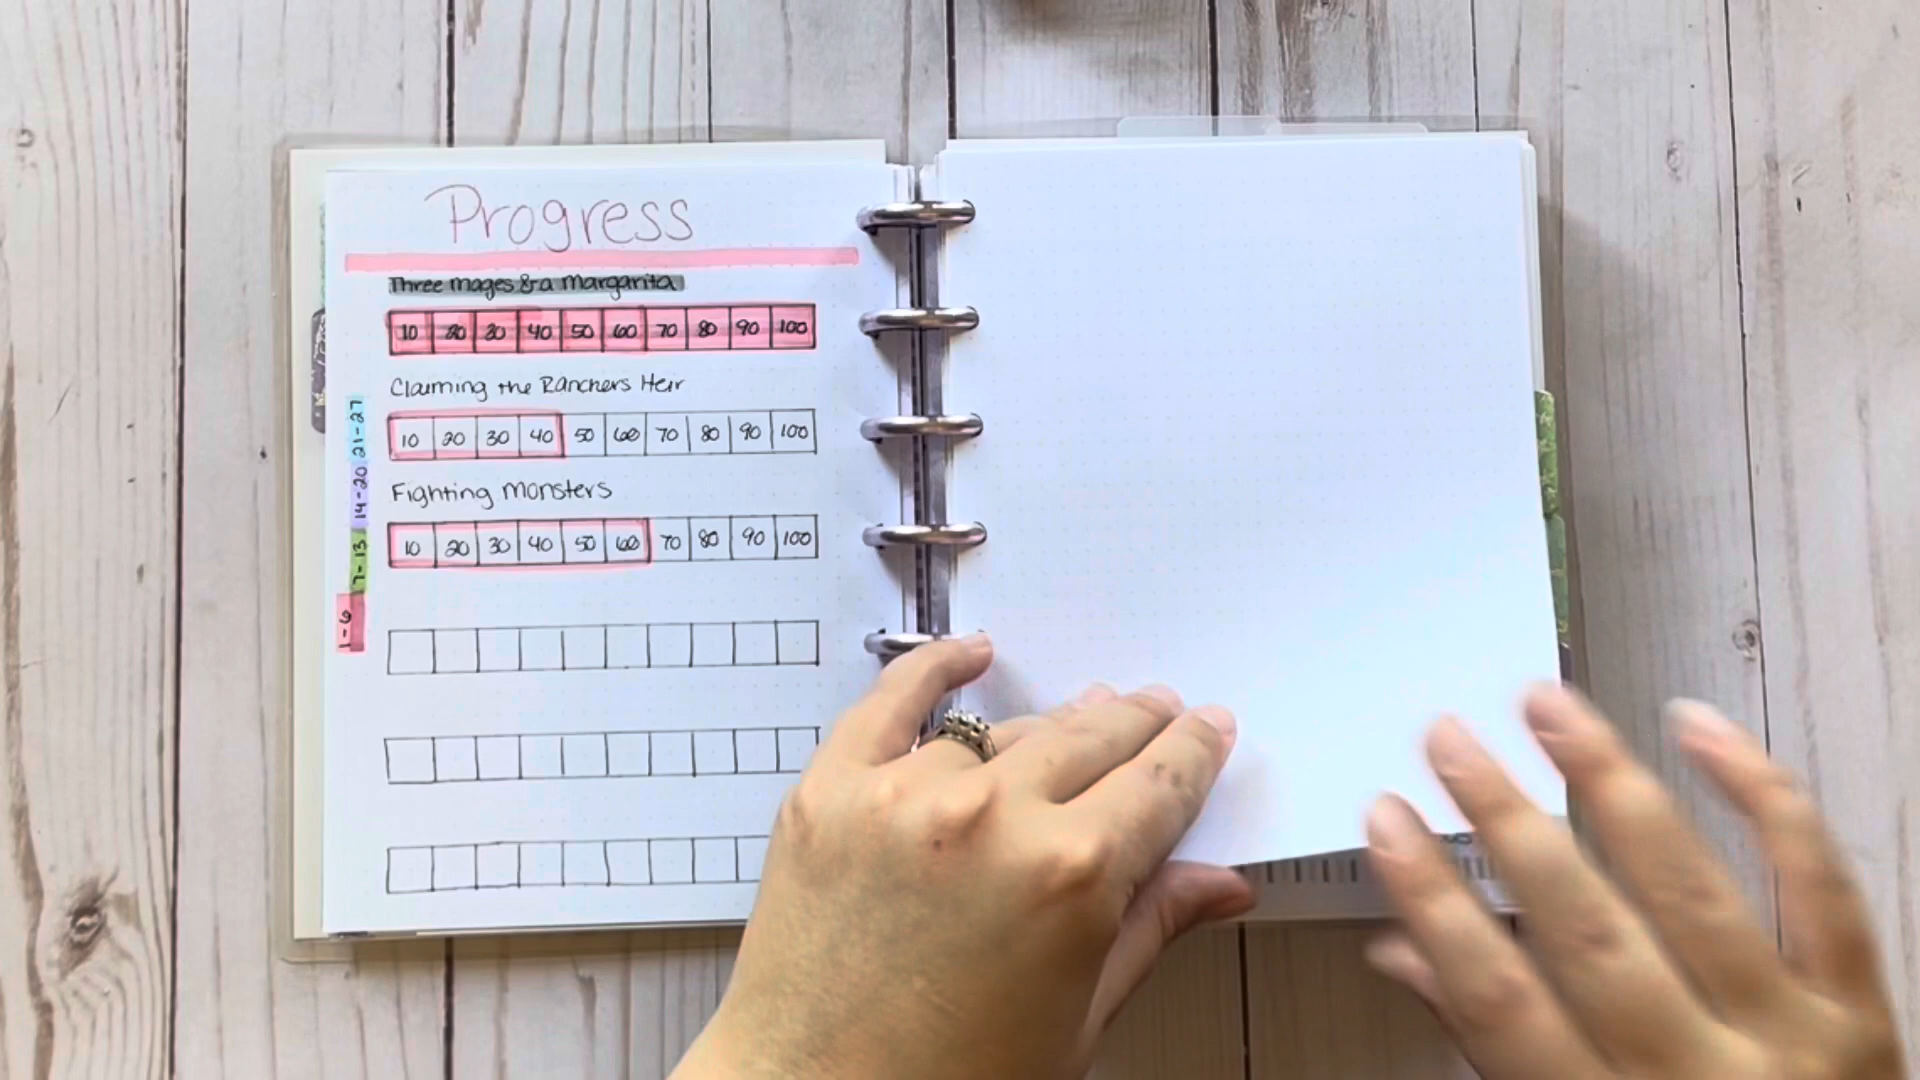 Progress
Three mages & a Margarita
10 20 30 40 50 60 70 80 90 100
Claiming the Ranchers Heir
10 20 30 40 50 60 70 80 90 100
Fighting Monsters
10 20 30 40 50 60 70 80 90 100
21-27
14-20
7-13
1-6